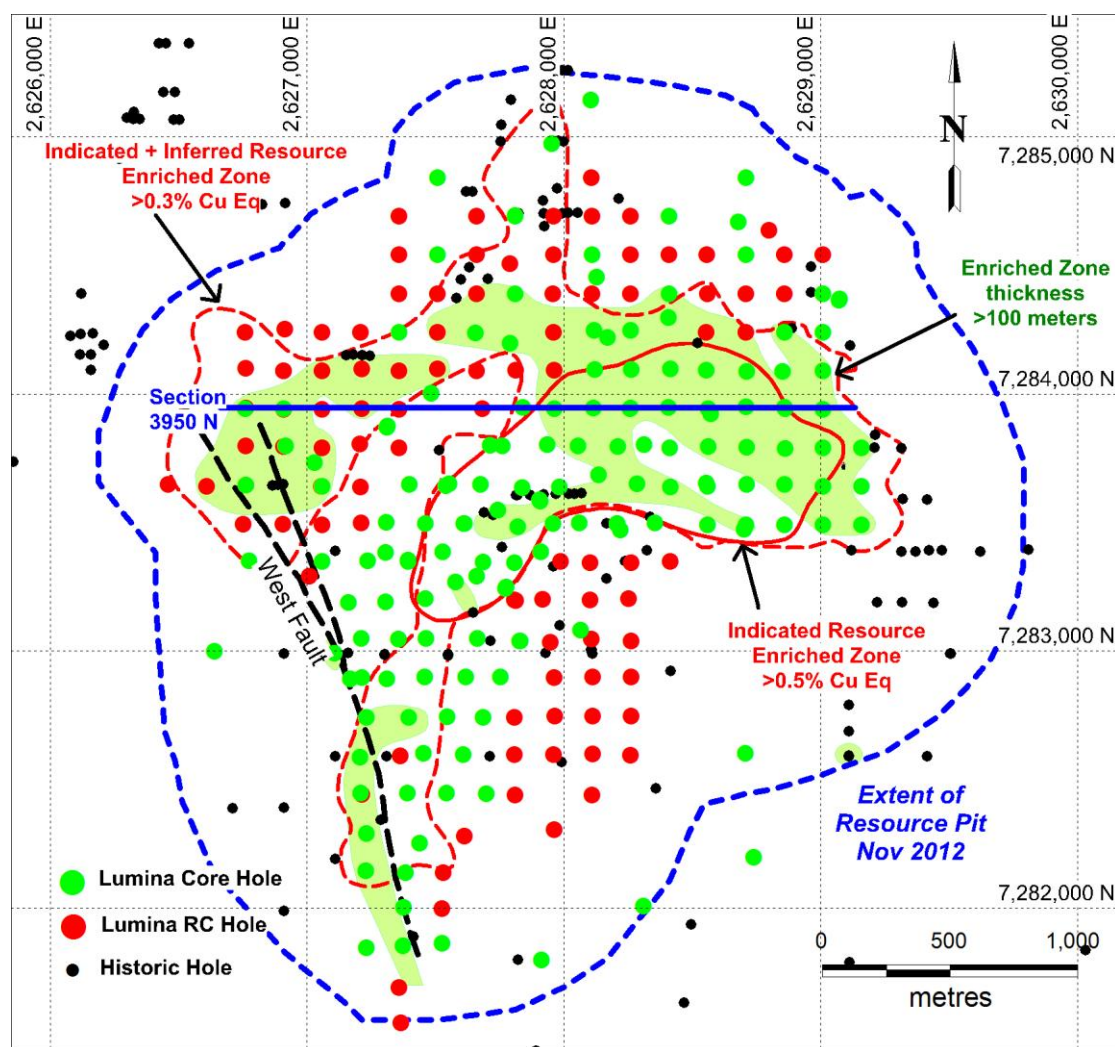 2,626,000 E
2,627,000 E
2,628,000 E
2,629,000 E
2,630,000 E
N
7,285,000 N
Indicated + Inferred Resource
Enriched Zone
>0.3% Cu Eq
Enriched Zone
thickness
>100 meters
7,284,000 N
Section
3950 N
West Fault
Indicated Resource
Enriched Zone
>0.5% Cu Eq
7,283,000 N
Extent of
Resource Pit
Nov 2012
Lumina Core Hole
Lumina RC Hole
Historic Hole
7,282,000 N
0 500 1,000
metres